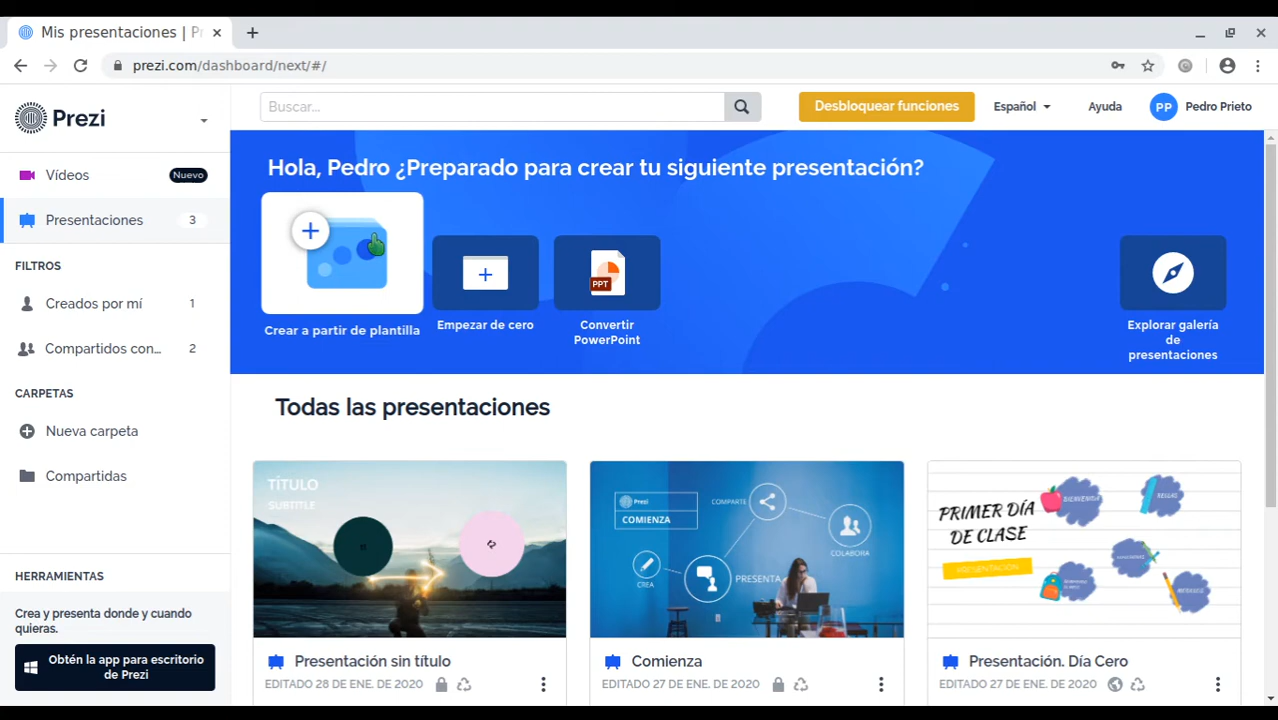 Mis presentaciones | Pr
prezi.com/dashboard/next/#/
Prezi
Buscar...
Desbloquear funciones
Español
Ayuda
PP
Pedro Prieto
Vídeos
Nuevo
Presentaciones
3
FILTROS
Creados por mí
1
Compartidos con...
2
CARPETAS
Nueva carpeta
Compartidas
HERRAMIENTAS
Crea y presenta donde y cuando
quieras.
Obtén la app para escritorio
de Prezi
Hola, Pedro ¿Preparado para crear tu siguiente presentación?
Crear a partir de plantilla
Empezar de cero
PPT
Convertir
PowerPoint
Explorar galería
de
presentaciones
Todas las presentaciones
TÍTULO
SUBTITLE
Presentación sin título
EDITADO 28 DE ENE. DE 2020
Prezi
COMIENZA
COMPARTE
COLABORA
CREA
PRESENTA
Comienza
EDITADO 27 DE ENE. DE 2020
PRIMER DÍA
DE CLASE
#PRESENTACIÓN
BIENVENIDA
REGLAS
MATERIALES
Presentación. Día Cero
EDITADO 27 DE ENE. DE 2020